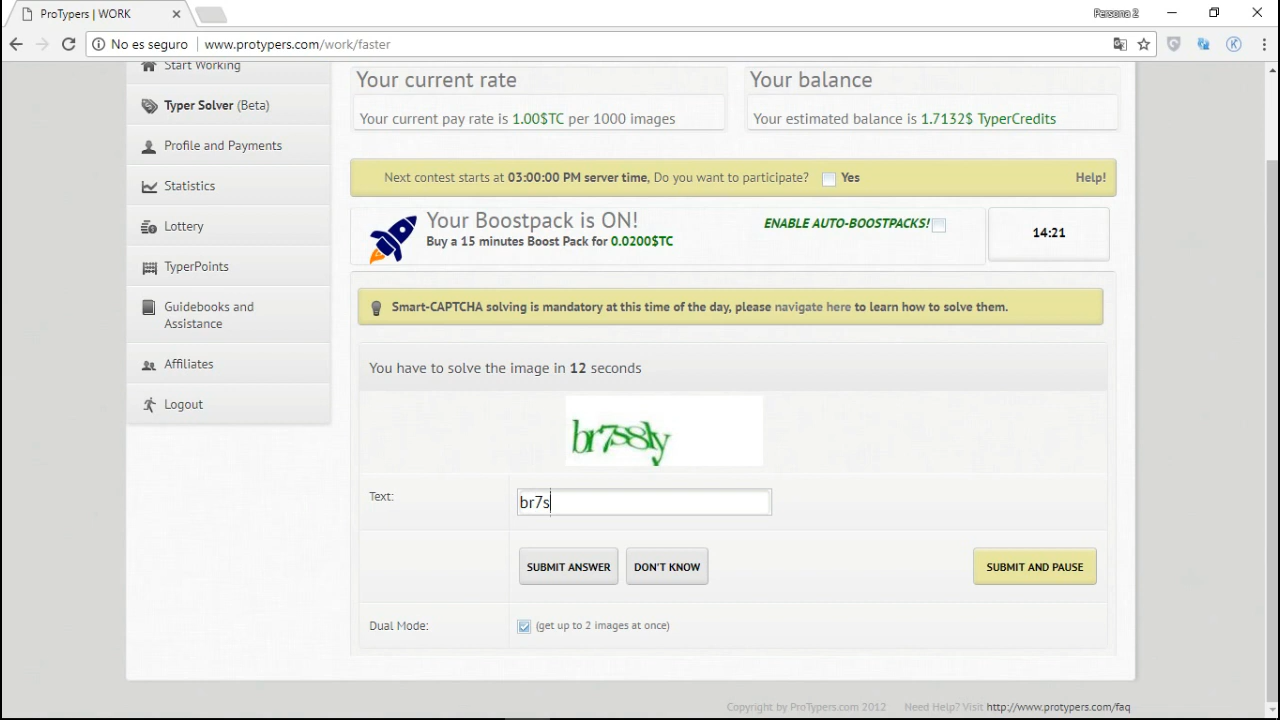 ProTypers | WORK
Persona 2
No es seguro
www.protypers.com/work/faster
Start Working
Typer Solver (Beta)
Profile and Payments
Statistics
Lottery
TyperPoints
Guidebooks and
Assistance
Affiliates
Logout
Your current rate
Your current pay rate is 1.00$TC per 1000 images
Your balance
Your estimated balance is 1.7132$ TyperCredits
Next contest starts at 03:00:00 PM server time, Do you want to participate? Yes
Help!
Your Boostpack is ON!
Buy a 15 minutes Boost Pack for 0.0200$TC
ENABLE AUTO-BOOSTPACKS!
14:21
Smart-CAPTCHA solving is mandatory at this time of the day, please navigate here to learn how to solve them.
You have to solve the image in 12 seconds
br7s8ly
Text:
br7s
SUBMIT ANSWER
DON'T KNOW
SUBMIT AND PAUSE
Dual Mode:
(get up to 2 images at once)
Copyright by ProTypers.com 2012
Need Help? Visit http://www.protypers.com/faq